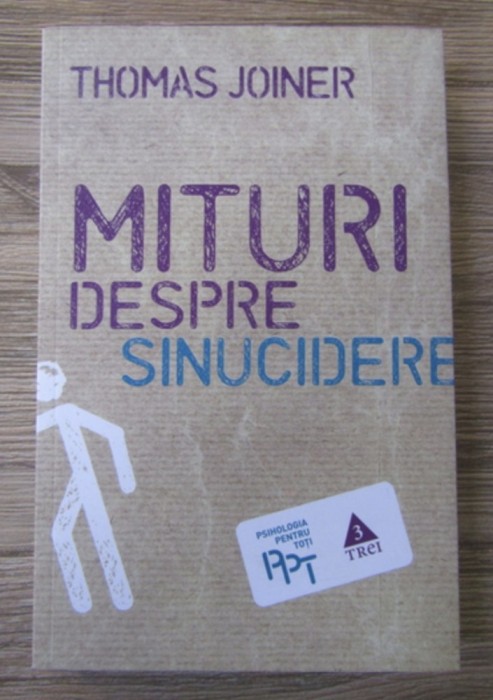 THOMAS JOINER
MITURI
DESPRE
SINUCIDERE
PSIHOLOGIA
PENTRU
TOȚI
PPT
3
TREI